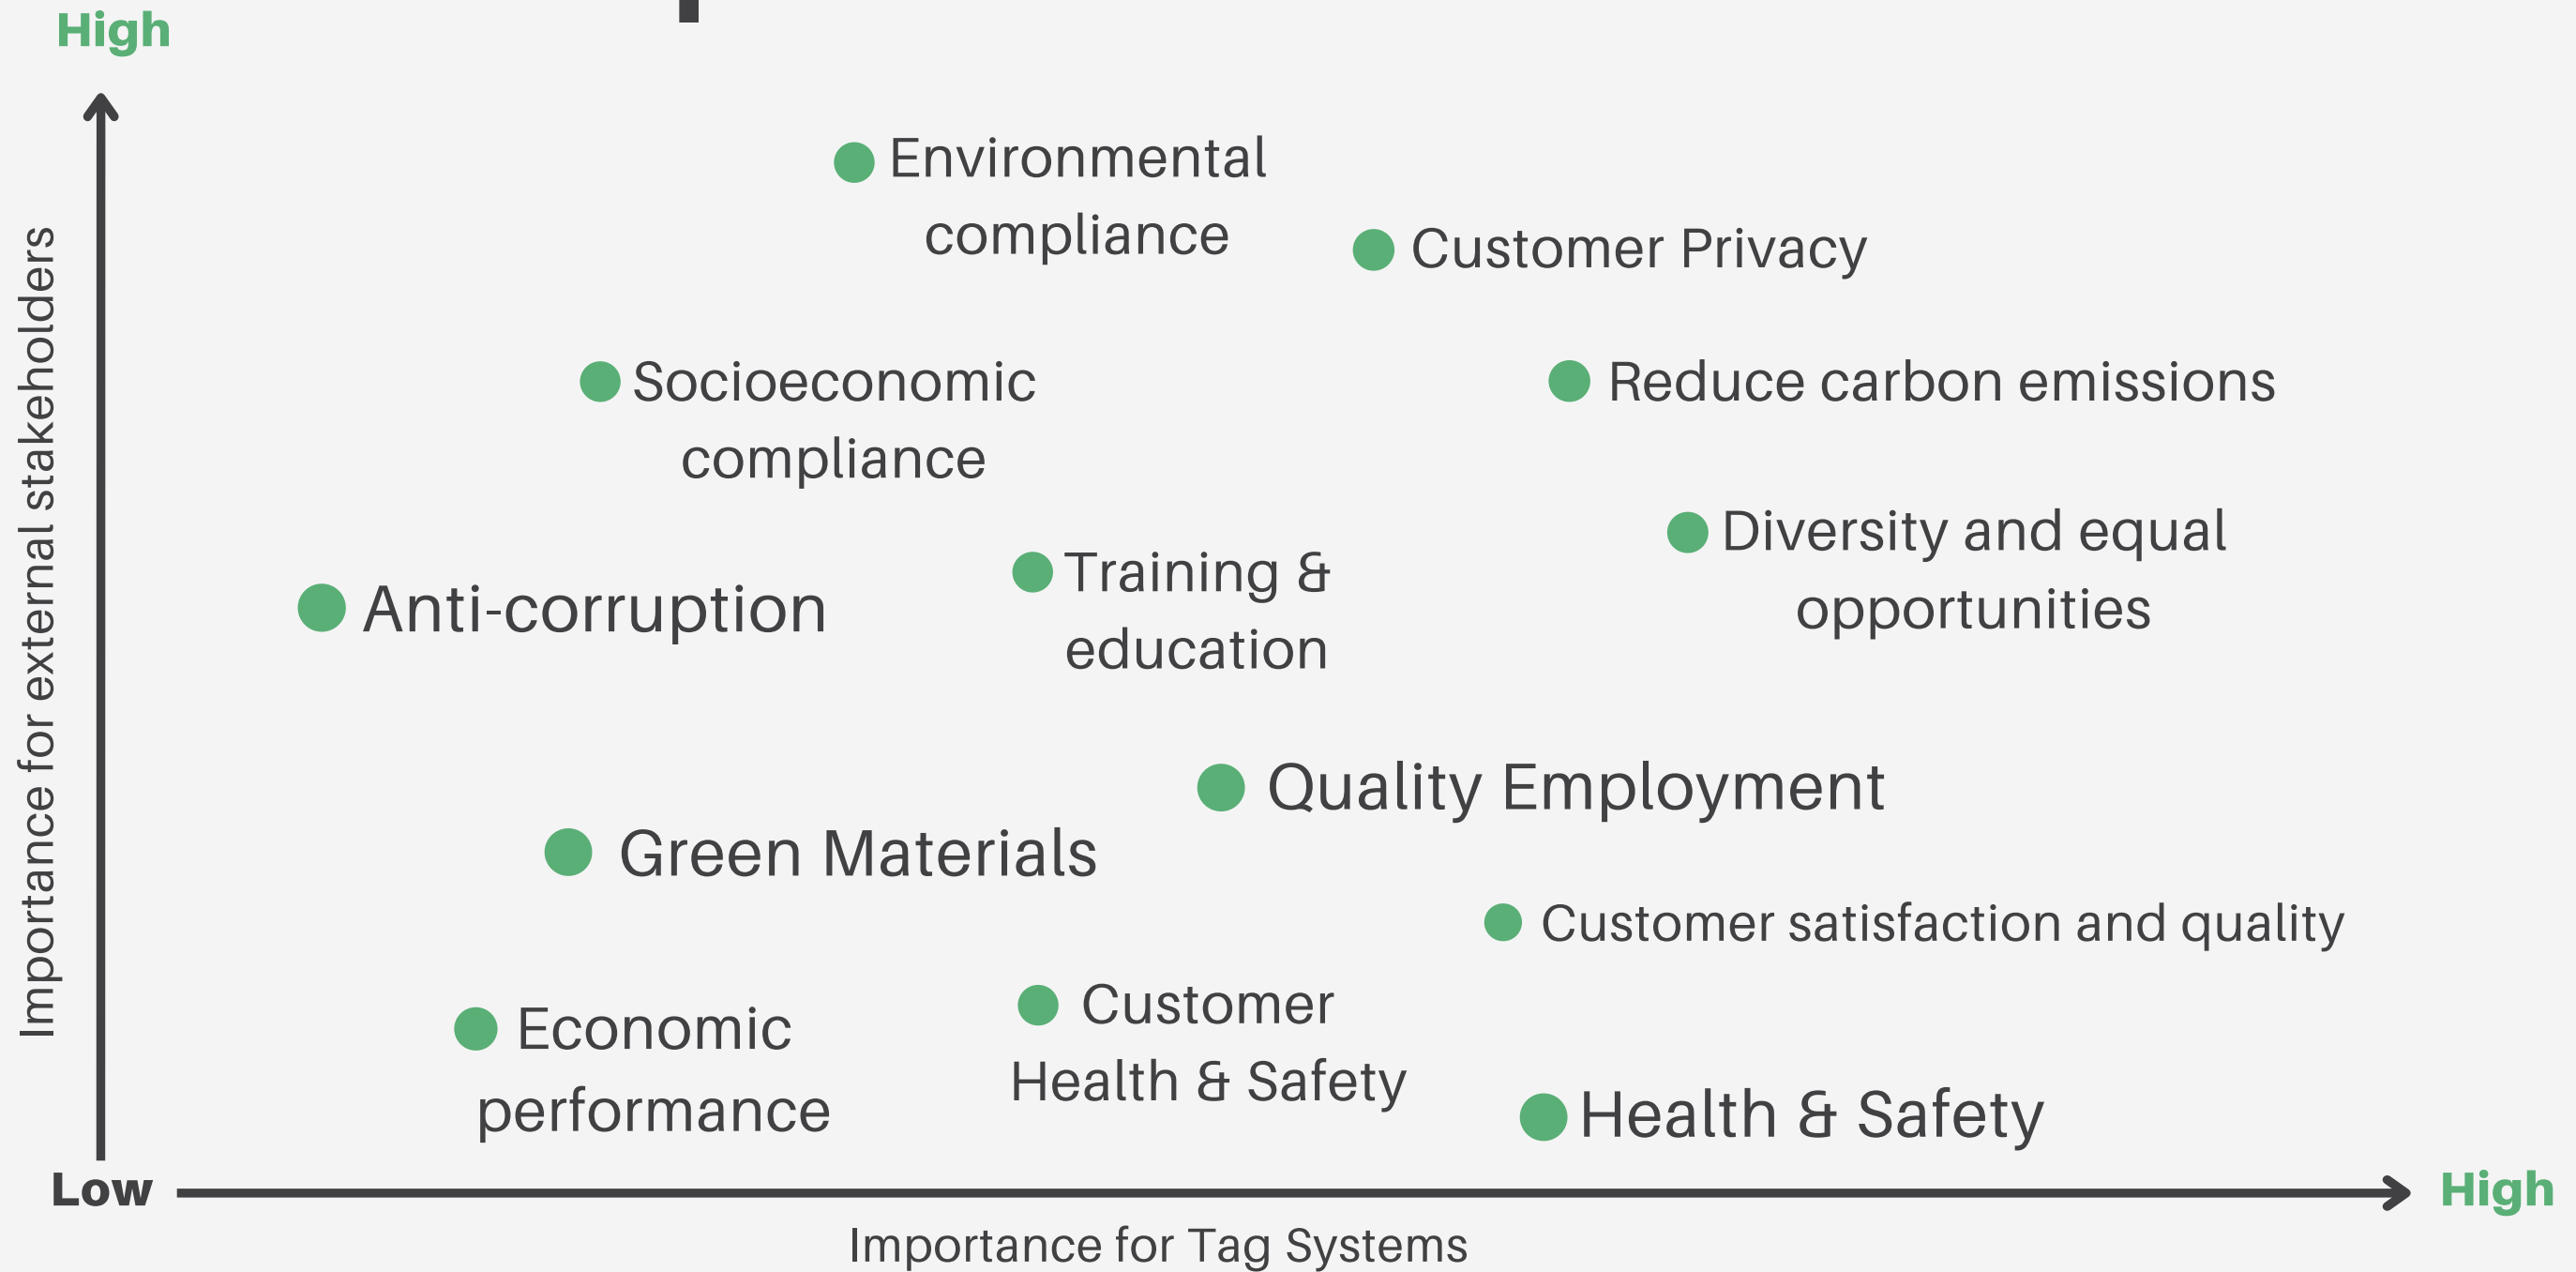 High
Importance for external stakeholders
Environmental
compliance
Customer Privacy
Socioeconomic
compliance
Reduce carbon emissions
Diversity and equal
opportunities
Training &
education
Anti-corruption
Quality Employment
Green Materials
Customer satisfaction and quality
Customer
Health & Safety
Economic
performance
Health & Safety
Low
High
Importance for Tag Systems